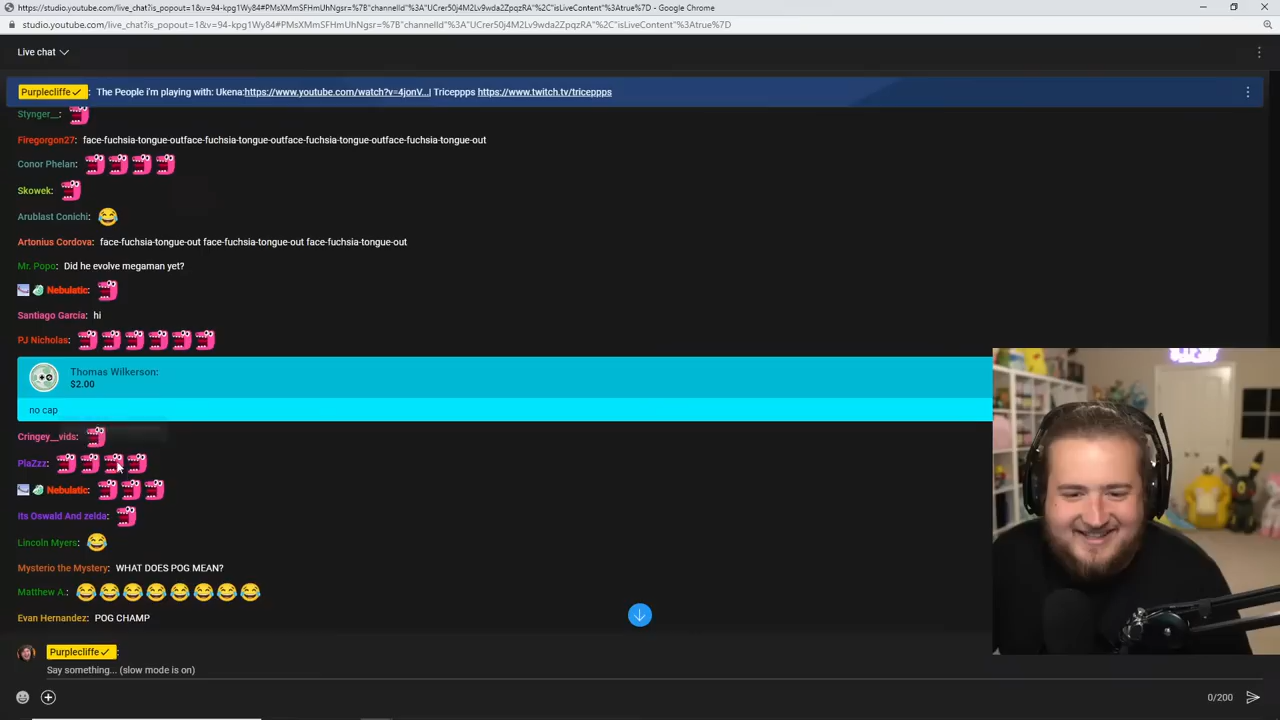 https://studio.youtube.com/live_chat?is_popout=1&v=94-kpg1Wy84#PMsXMmSFHmUhNgsr=%7B"channelId"%3A"UCrer50j4M2Lv9wda2ZpqzRA"%2C"isLiveContent"%3Atrue%7D - Google Chrome
studio.youtube.com/live_chat?is_popout=1&v=94-kpg1Wy84#PMsXMmSFHmUhNgsr=%7B"channelId"%3A"UCrer50j4M2Lv9wda2ZpqzRA"%2C"isLiveContent"%3Atrue%7D
Live chat
Purplecliffe: The People i'm playing with: Ukena:https://www.youtube.com/watch?v=4jonV...I Triceppps https://www.twitch.tv/triceppps
Stynger__:
Firegorgon27: face-fuchsia-tongue-outface-fuchsia-tongue-outface-fuchsia-tongue-outface-fuchsia-tongue-out
Conor Phelan:
Skowek:
Arublast Conichi: 😂
Artonius Cordova: face-fuchsia-tongue-out face-fuchsia-tongue-out face-fuchsia-tongue-out
Mr. Popo: Did he evolve megaman yet?
Nebulatic:
Santiago García: hi
PJ Nicholas:
Thomas Wilkerson:
$2.00
no cap
Cringey__vids:
PlaZzz:
Nebulatic:
Its Oswald And zelda:
Lincoln Myers: 😂
Mysterio the Mystery: WHAT DOES POG MEAN?
Matthew A.: 😂😂😂😂😂😂😂😂
Evan Hernandez: POG CHAMP
Purplecliffe:
Say something... (slow mode is on)
0/200